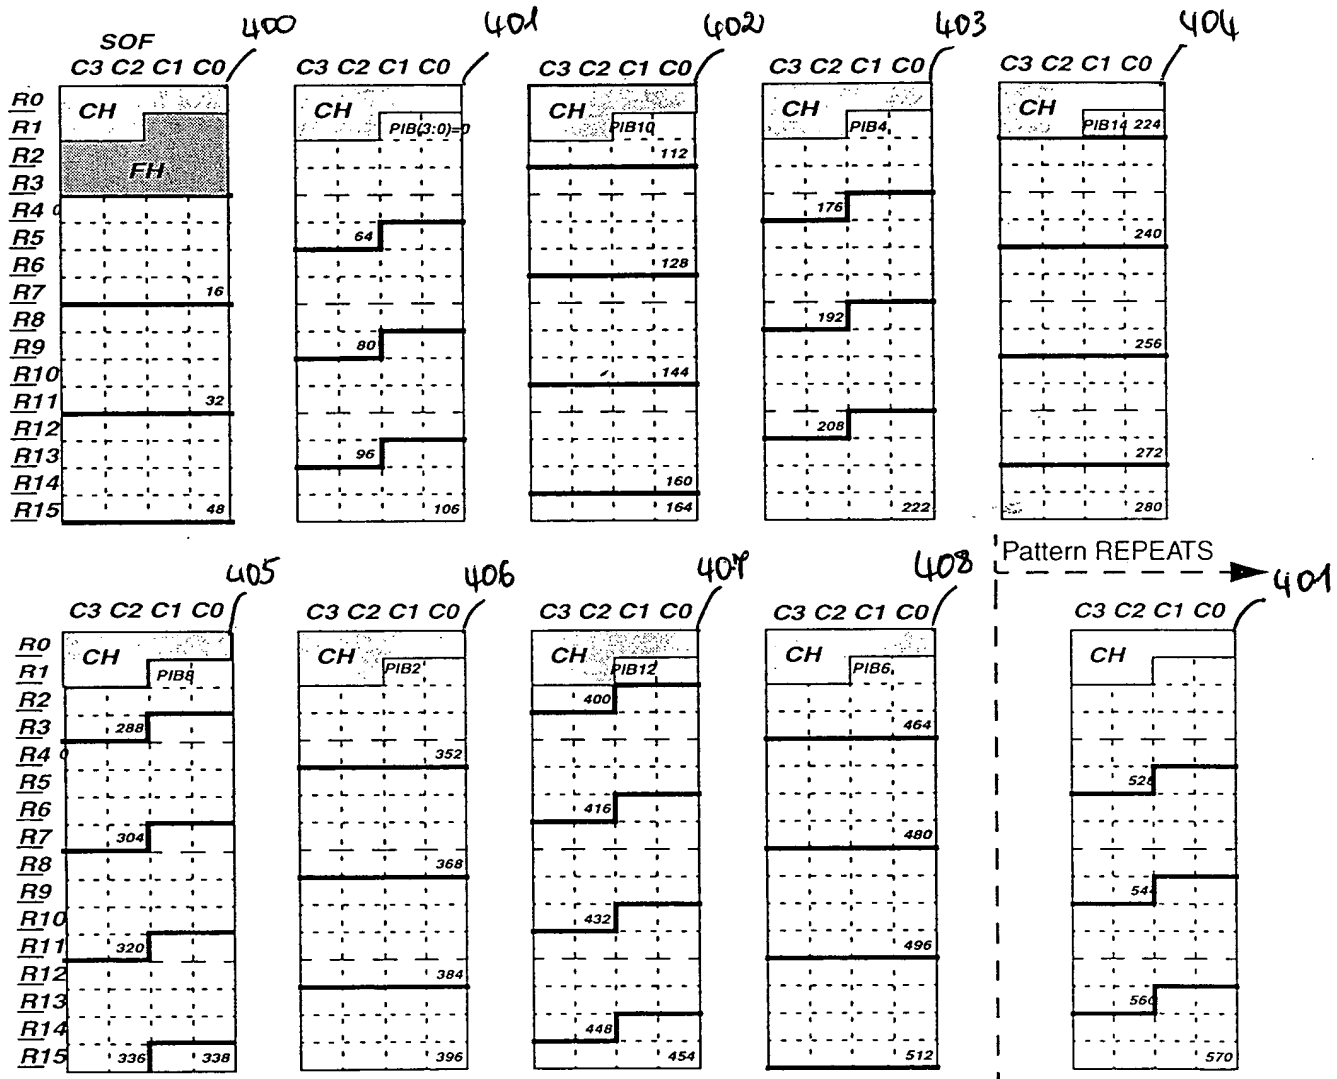 400 401 402 403 404
SOF
C3 C2 C1 C0 C3 C2 C1 C0 C3 C2 C1 C0 C3 C2 C1 C0 C3 C2 C1 C0
R0 CH CH CH CH CH
R1 PIB(3:0)=0 PIB10 PIB4 PIB14 224
R2 FH 112
R3
R4 0 176
R5 64 240
R6 128
R7 16
R8 192
R9 80 256
R10 144
R11 32
R12 208
R13 96 272
R14 160
R15 48 106 164 222 280
Pattern REPEATS
405 406 407 408 401
C3 C2 C1 C0 C3 C2 C1 C0 C3 C2 C1 C0 C3 C2 C1 C0 C3 C2 C1 C0
R0 CH CH CH CH CH
R1 PIB8 PIB2 PIB12 PIB6
R2 400
R3 288 464
R4 0 352
R5 528
R6 416
R7 304 480
R8 368
R9 544
R10 432
R11 320 496
R12 384
R13 560
R14 448
R15 336 338 396 454 512 570